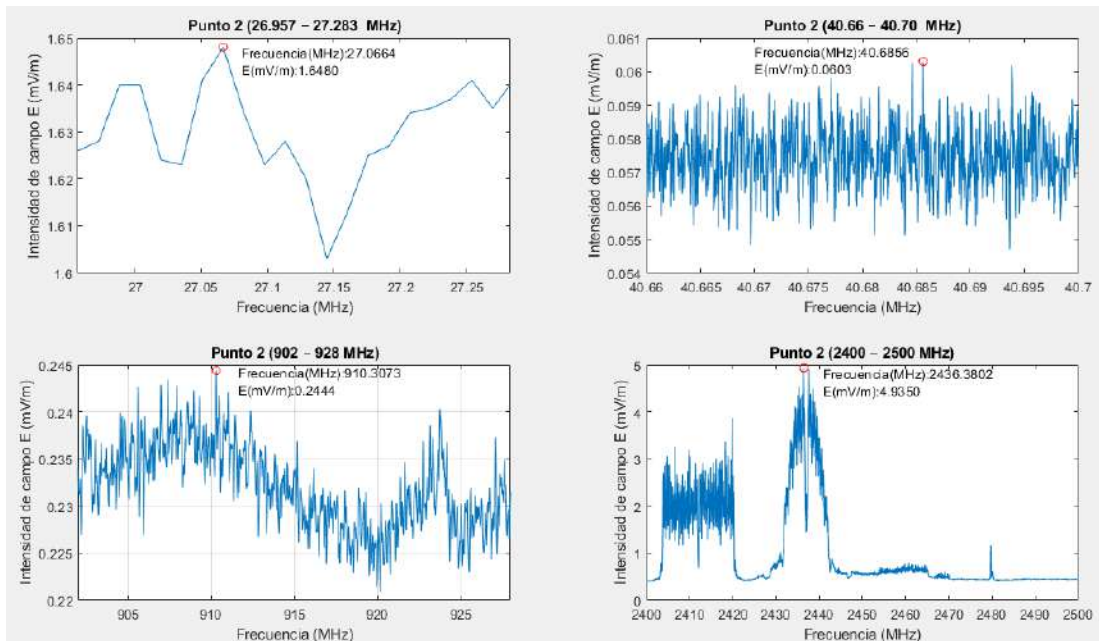 Punto 2 (26.957 – 27.283 MHz)
Frecuencia(MHz):27.0664
E(mV/m):1.6480
Intensidad de campo E (mV/m)
1.65
1.64
1.63
1.62
1.61
1.6
27
27.05
27.1
27.15
27.2
27.25
Frecuencia (MHz)
Punto 2 (40.66 – 40.70 MHz)
Frecuencia(MHz):40.6856
E(mV/m):0.0603
Intensidad de campo E (mV/m)
0.061
0.06
0.059
0.058
0.057
0.056
0.055
0.054
40.66
40.665
40.67
40.675
40.68
40.685
40.69
40.695
40.7
Frecuencia (MHz)
Punto 2 (902 – 928 MHz)
Frecuencia(MHz):910.3073
E(mV/m):0.2444
Intensidad de campo E (mV/m)
0.245
0.24
0.235
0.23
0.225
0.22
905
910
915
920
925
Frecuencia (MHz)
Punto 2 (2400 – 2500 MHz)
Frecuencia(MHz):2436.3802
E(mV/m):4.9350
Intensidad de campo E (mV/m)
5
4
3
2
1
0
2400
2410
2420
2430
2440
2450
2460
2470
2480
2490
2500
Frecuencia (MHz)